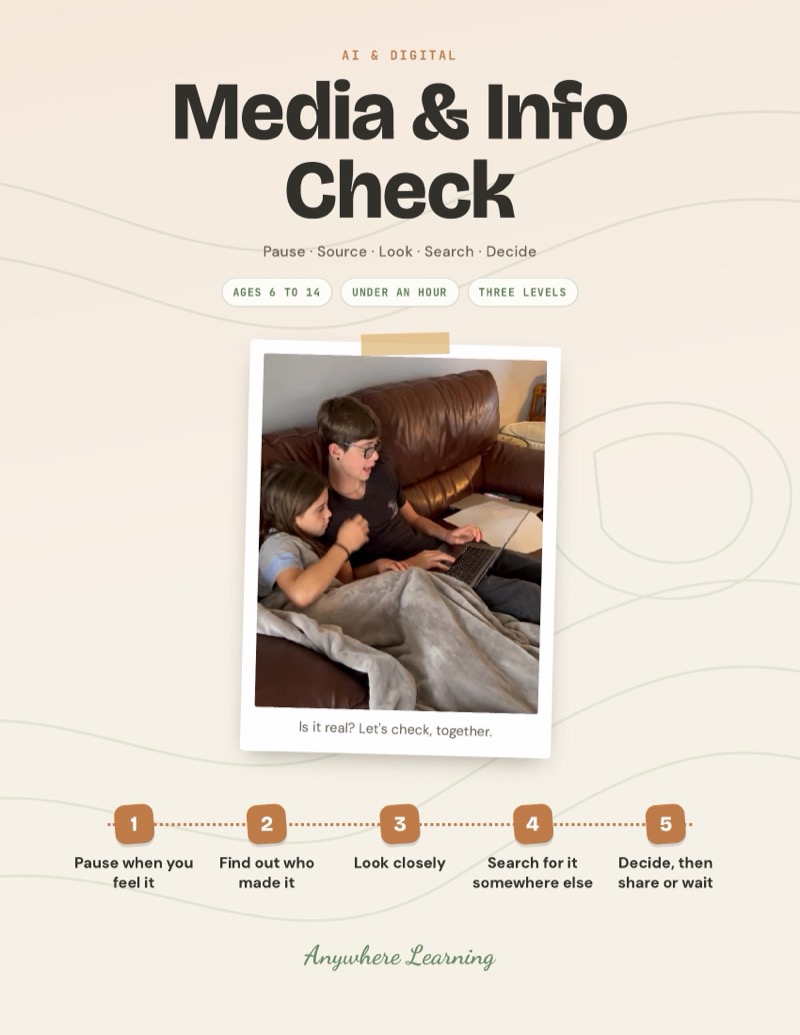 AI & DIGITAL
Media & Info
Check
Pause · Source · Look · Search · Decide
AGES 6 TO 14
UNDER AN HOUR
THREE LEVELS
Is it real? Let's check, together.
1
Pause when you
feel it
2
Find out who
made it
3
Look closely
4
Search for it
somewhere else
5
Decide, then
share or wait
Anywhere Learning